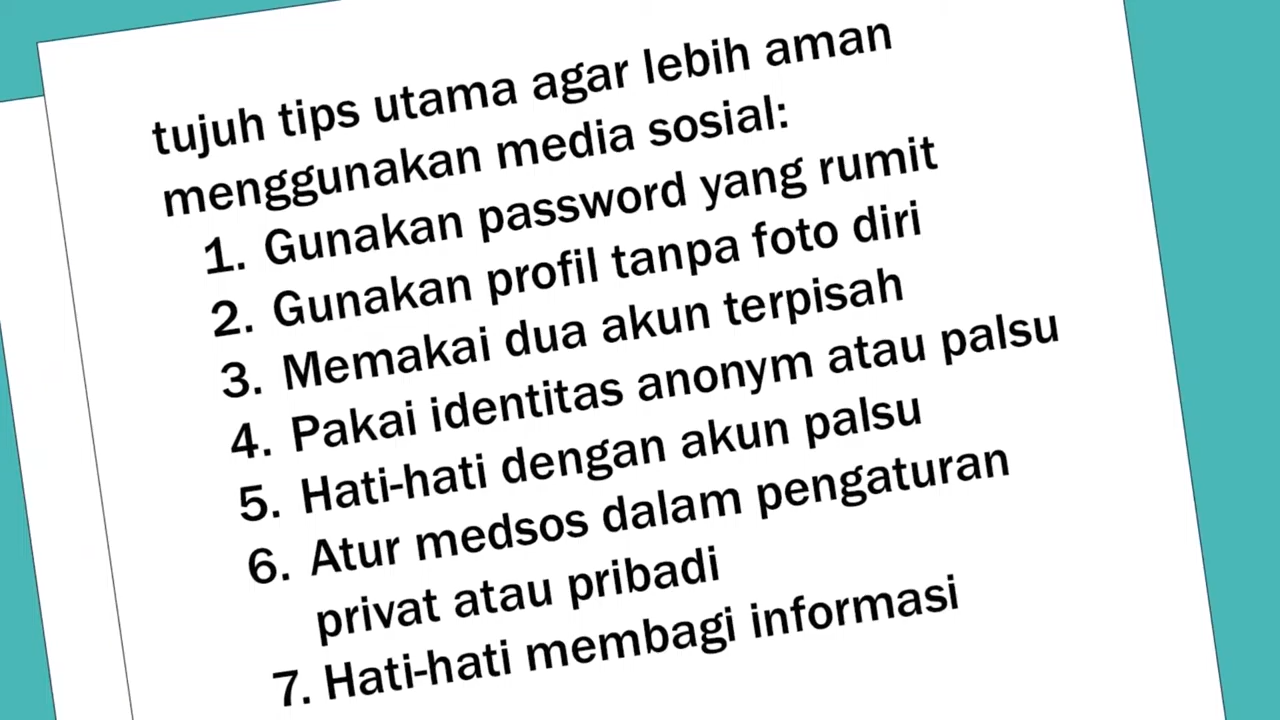 tujuh tips utama agar lebih aman
menggunakan media sosial:
1. Gunakan password yang rumit
2. Gunakan profil tanpa foto diri
3. Memakai dua akun terpisah
4. Pakai identitas anonym atau palsu
5. Hati-hati dengan akun palsu
6. Atur medsos dalam pengaturan
privat atau pribadi
7. Hati-hati membagi informasi